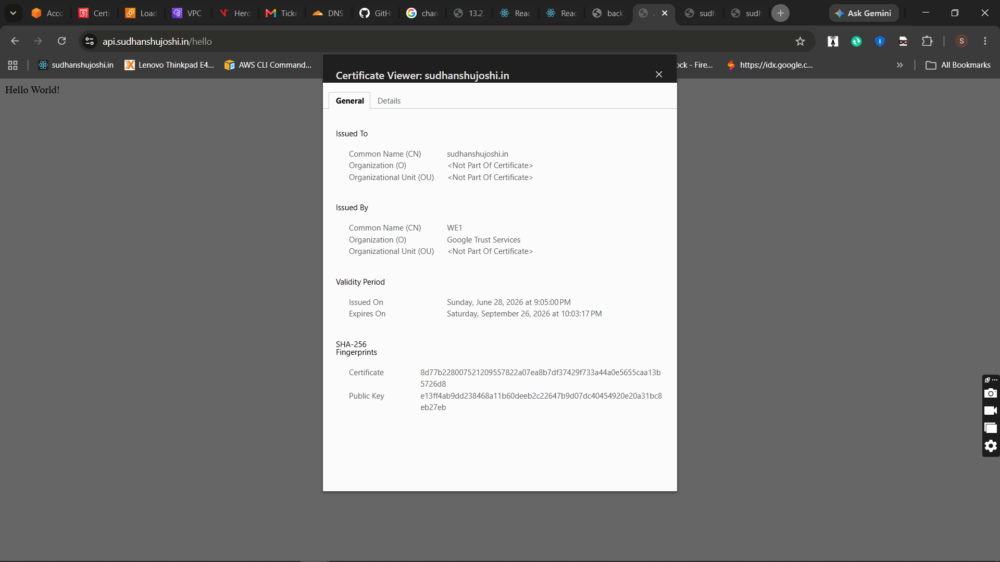 Acco
Certi
Load
VPC
Hero
Ticke
DNS
GitH
chan
13.2
Reac
Reac
back
.
sudh
sudh
Ask Gemini
api.sudhanshujoshi.in/hello
S
sudhanshujoshi.in
Lenovo Thinkpad E4...
AWS CLI Command...
ock - Fire...
https://idx.google.c...
All Bookmarks
Hello World!
Certificate Viewer: sudhanshujoshi.in
General Details
Issued To
Common Name (CN) sudhanshujoshi.in
Organization (O) <Not Part Of Certificate>
Organizational Unit (OU) <Not Part Of Certificate>
Issued By
Common Name (CN) WE1
Organization (O) Google Trust Services
Organizational Unit (OU) <Not Part Of Certificate>
Validity Period
Issued On Sunday, June 28, 2026 at 9:05:00 PM
Expires On Saturday, September 26, 2026 at 10:03:17 PM
SHA-256
Fingerprints
Certificate 8d77b228007521209557822a07ea8b7df37429f733a44a0e5655caa13b
5726d8
Public Key e13ff4ab9dd238468a11b60deeb2c22647b9d07dc40454920e20a31bc8
eb27eb